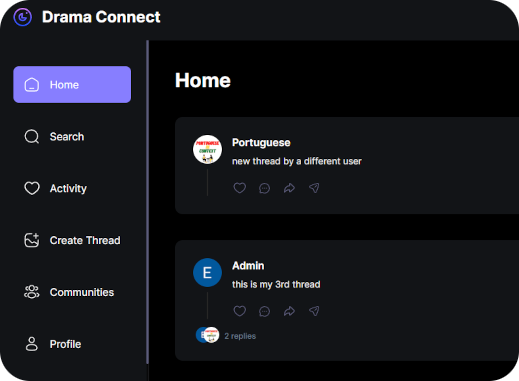 Drama Connect
Home
Search
Activity
Create Thread
Communities
Profile
Home
Portuguese
new thread by a different user
E
Admin
this is my 3rd thread
2 replies